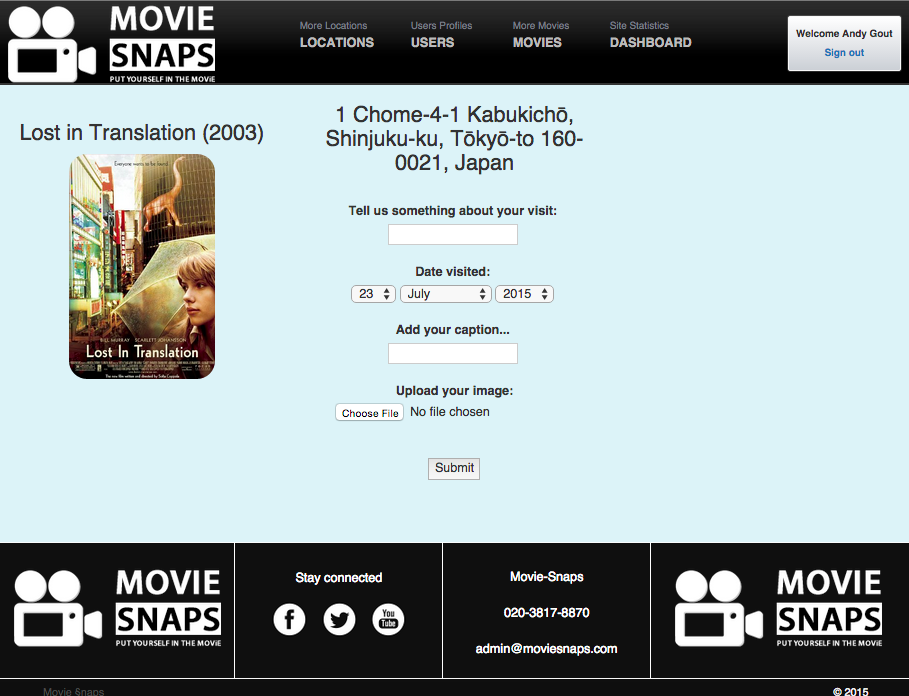 MOVIE
SNAPS
PUT YOURSELF IN THE MOVIE
More Locations
LOCATIONS
Users Profiles
USERS
More Movies
MOVIES
Site Statistics
DASHBOARD
Welcome Andy Gout
Sign out
Lost in Translation (2003)
Everyone wants to be found.
BILL MURRAY SCARLETT JOHANSSON
Lost In Translation
1 Chome-4-1 Kabukichō,
Shinjuku-ku, Tōkyō-to 160-
0021, Japan
Tell us something about your visit:
Date visited:
23 July 2015
Add your caption...
Upload your image:
Choose File No file chosen
Submit
MOVIE
SNAPS
PUT YOURSELF IN THE MOVIE
Stay connected
f
You
Tube
Movie-Snaps
020-3817-8870
admin@moviesnaps.com
MOVIE
SNAPS
PUT YOURSELF IN THE MOVIE
Movie Snaps
© 2015